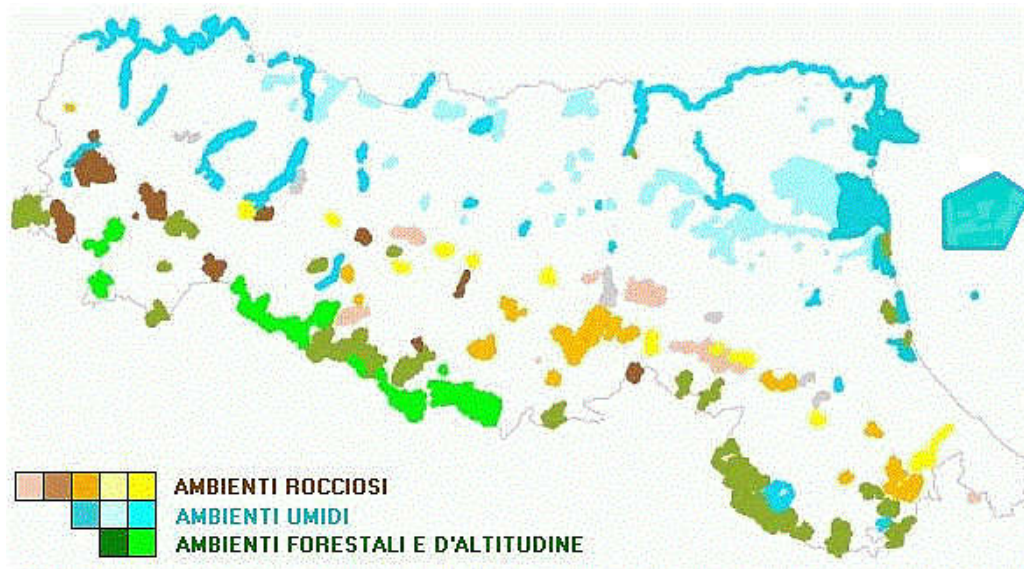 AMBIENTI ROCCIOSI
AMBIENTI UMIDI
AMBIENTI FORESTALI E D'ALTITUDINE